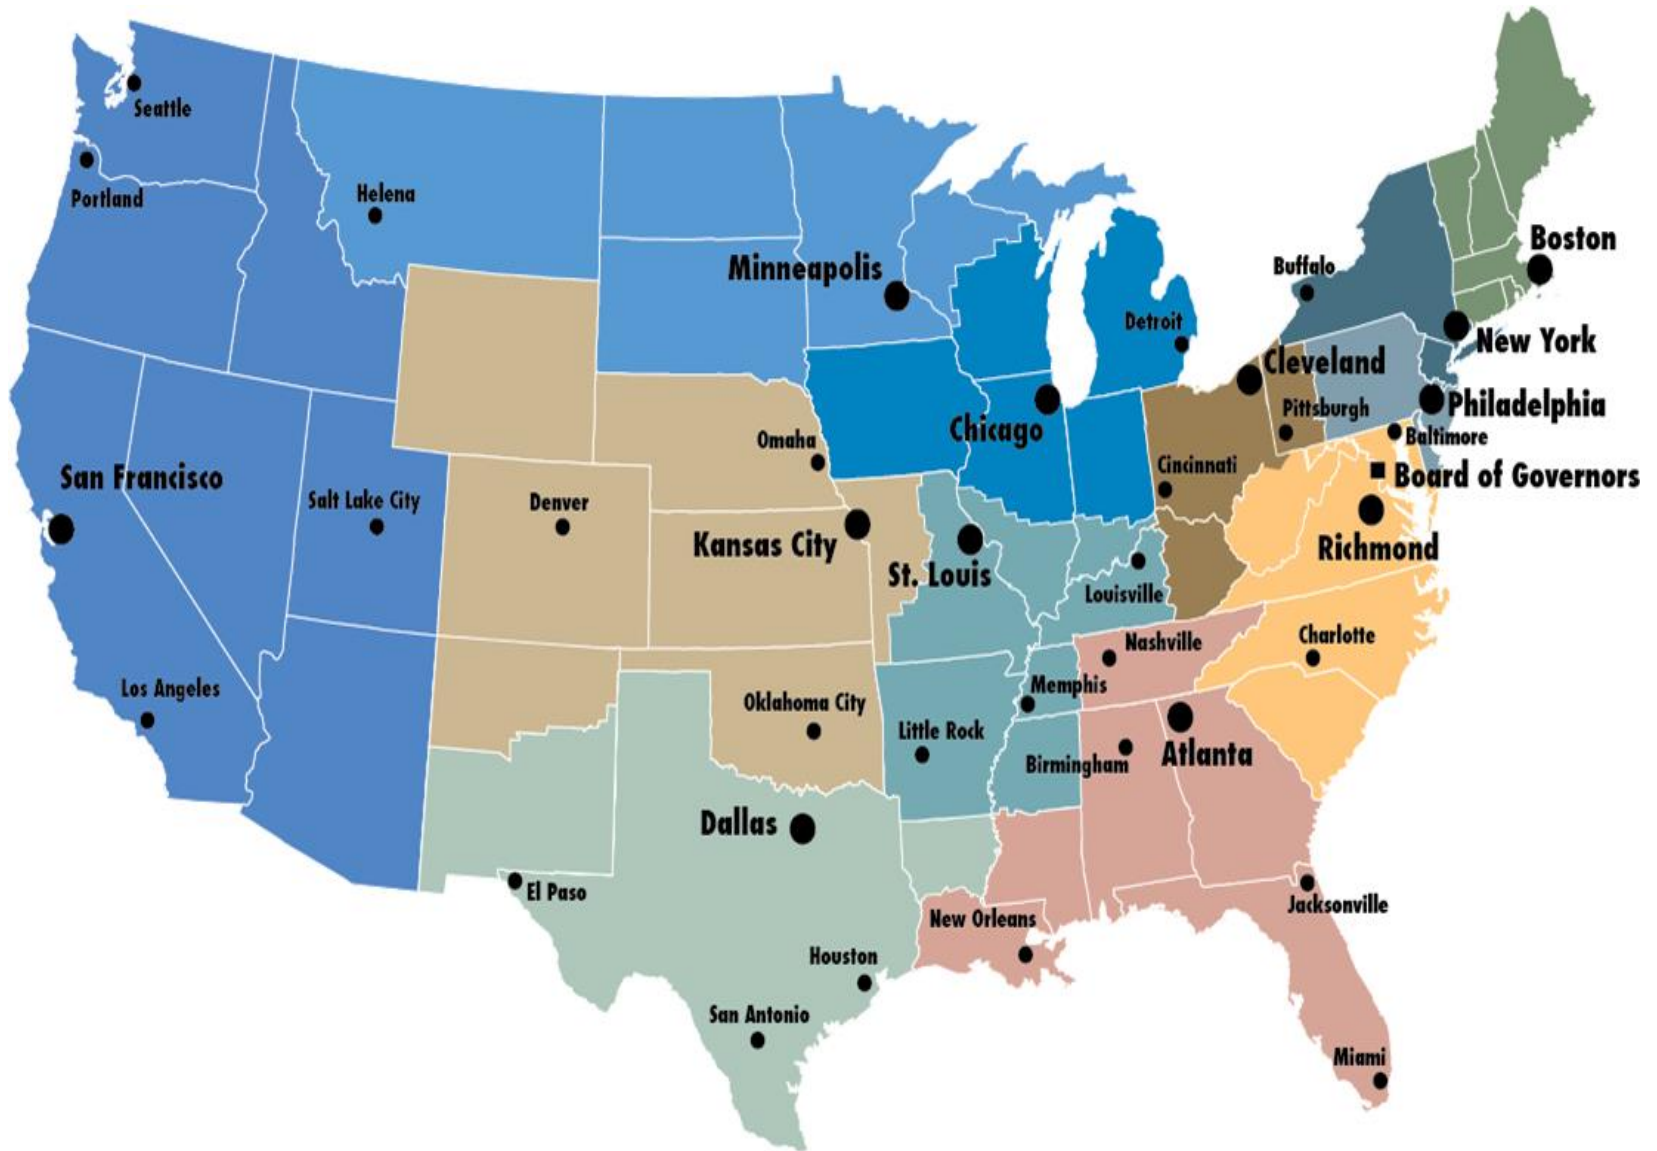 Seattle
Portland
Helena
Minneapolis
Boston
Buffalo
Detroit
New York
Cleveland
Philadelphia
Pittsburgh
Chicago
Baltimore
Omaha
Cincinnati
San Francisco
Board of Governors
Salt Lake City
Denver
Kansas City
Richmond
St. Louis
Louisville
Charlotte
Nashville
Los Angeles
Memphis
Oklahoma City
Little Rock
Birmingham
Atlanta
Dallas
El Paso
Jacksonville
New Orleans
Houston
San Antonio
Miami